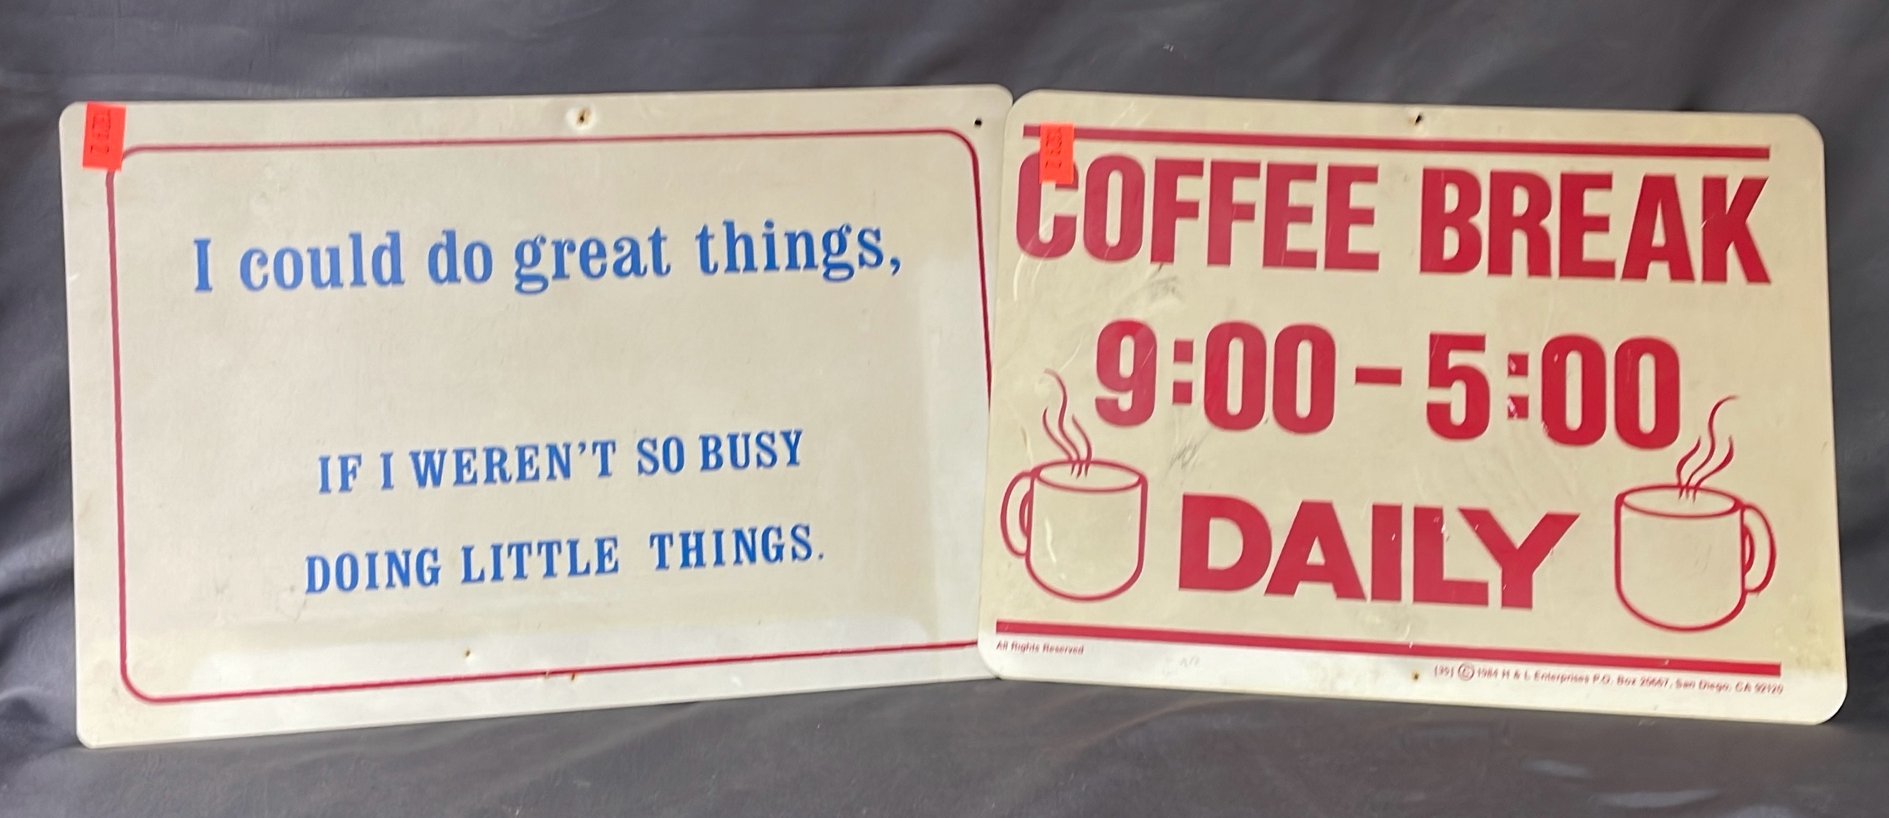 I could do great things,
IF I WEREN'T SO BUSY
DOING LITTLE THINGS.
COFFEE BREAK
9:00-5:00
DAILY
All Rights Reserved
© 1984 H & L Enterprises P.O. Box San Diego, CA 92120